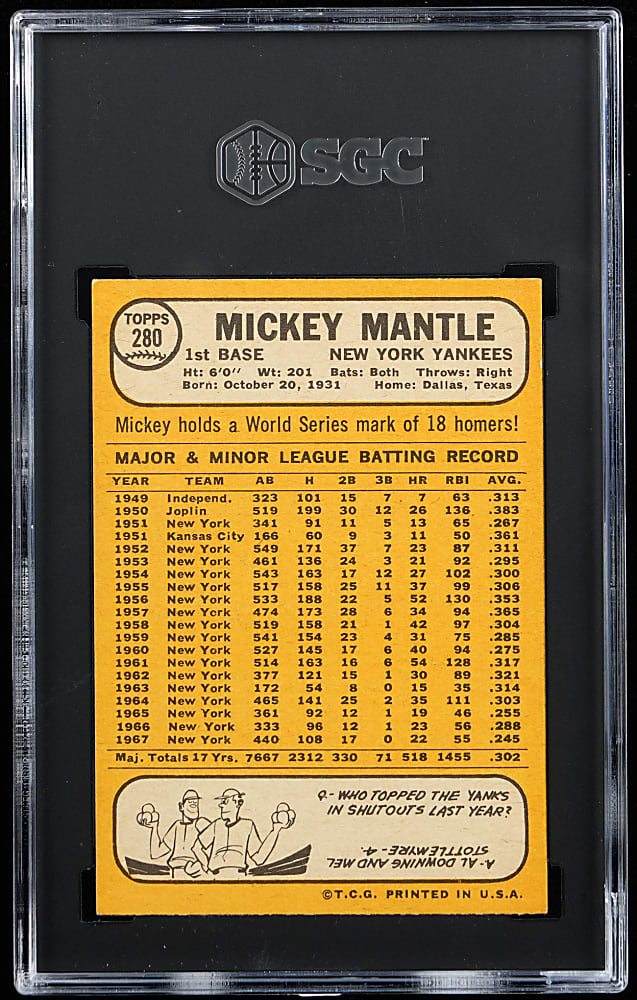 SGC
TOPPS
280
MICKEY MANTLE
1st BASE NEW YORK YANKEES
Ht: 6'0" Wt: 201 Bats: Both Throws: Right
Born: October 20, 1931 Home: Dallas, Texas
Mickey holds a World Series mark of 18 homers!
MAJOR & MINOR LEAGUE BATTING RECORD
YEAR TEAM AB H 2B 3B HR RBI AVG.
1949 Independ. 323 101 15 7 7 63 .313
1950 Joplin 519 199 30 12 26 136 .383
1951 New York 341 91 11 5 13 65 .267
1951 Kansas City 166 60 9 3 11 50 .361
1952 New York 549 171 37 7 23 87 .311
1953 New York 461 136 24 3 21 92 .295
1954 New York 543 163 17 12 27 102 .300
1955 New York 517 158 25 11 37 99 .306
1956 New York 533 188 22 5 52 130 .353
1957 New York 474 173 28 6 34 94 .365
1958 New York 519 158 21 1 42 97 .304
1959 New York 541 154 23 4 31 75 .285
1960 New York 527 145 17 6 40 94 .275
1961 New York 514 163 16 6 54 128 .317
1962 New York 377 121 15 1 30 89 .321
1963 New York 172 54 8 0 15 35 .314
1964 New York 465 141 25 2 35 111 .303
1965 New York 361 92 12 1 19 46 .255
1966 New York 333 96 12 1 23 56 .288
1967 New York 440 108 17 0 22 55 .245
Maj. Totals 17 Yrs. 7667 2312 330 71 518 1455 .302
Q- WHO TOPPED THE YANKS
IN SHUTOUTS LAST YEAR?
A- AL DOWNING AND MEL
STOTTLEMYRE - 4.
©T.C.G. PRINTED IN U.S.A.